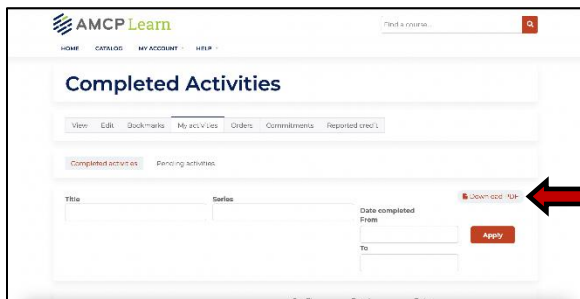 AMCP Learn
Find a course...
HOME CATALOG MY ACCOUNT HELP
Completed Activities
View Edit Bookmarks My activities Orders Commitments Reported credit
Completed activities Pending activities
Download PDF
Title Series
Date completed
From
Apply
To